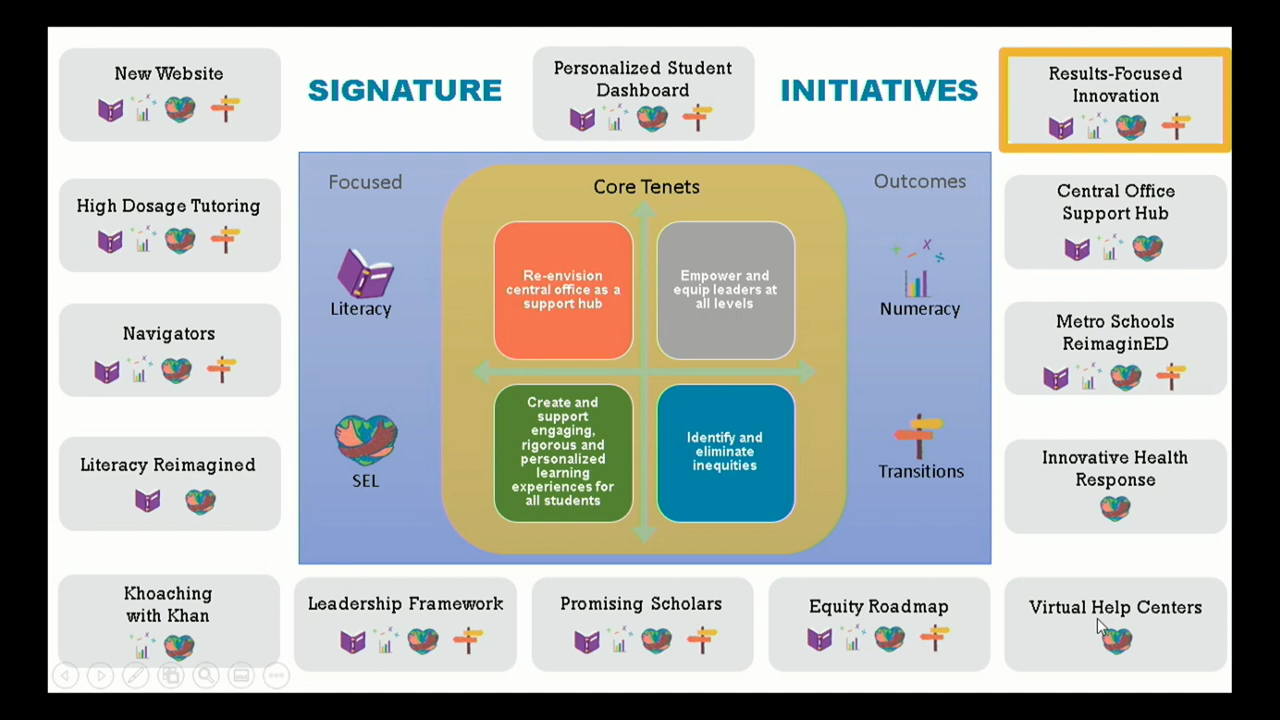 New Website
SIGNATURE
Personalized Student
Dashboard
INITIATIVES
Results-Focused
Innovation
High Dosage Tutoring
Navigators
Literacy Reimagined
Khoaching
with Khan
Focused
Literacy
SEL
Core Tenets
Re-envision
central office as a
support hub
Empower and
equip leaders at
all levels
Create and
support
engaging,
rigorous and
personalized
learning
experiences for
all students
Identify and
eliminate
inequities
Outcomes
Numeracy
Transitions
Central Office
Support Hub
Metro Schools
ReimaginED
Innovative Health
Response
Leadership Framework
Promising Scholars
Equity Roadmap
Virtual Help Centers